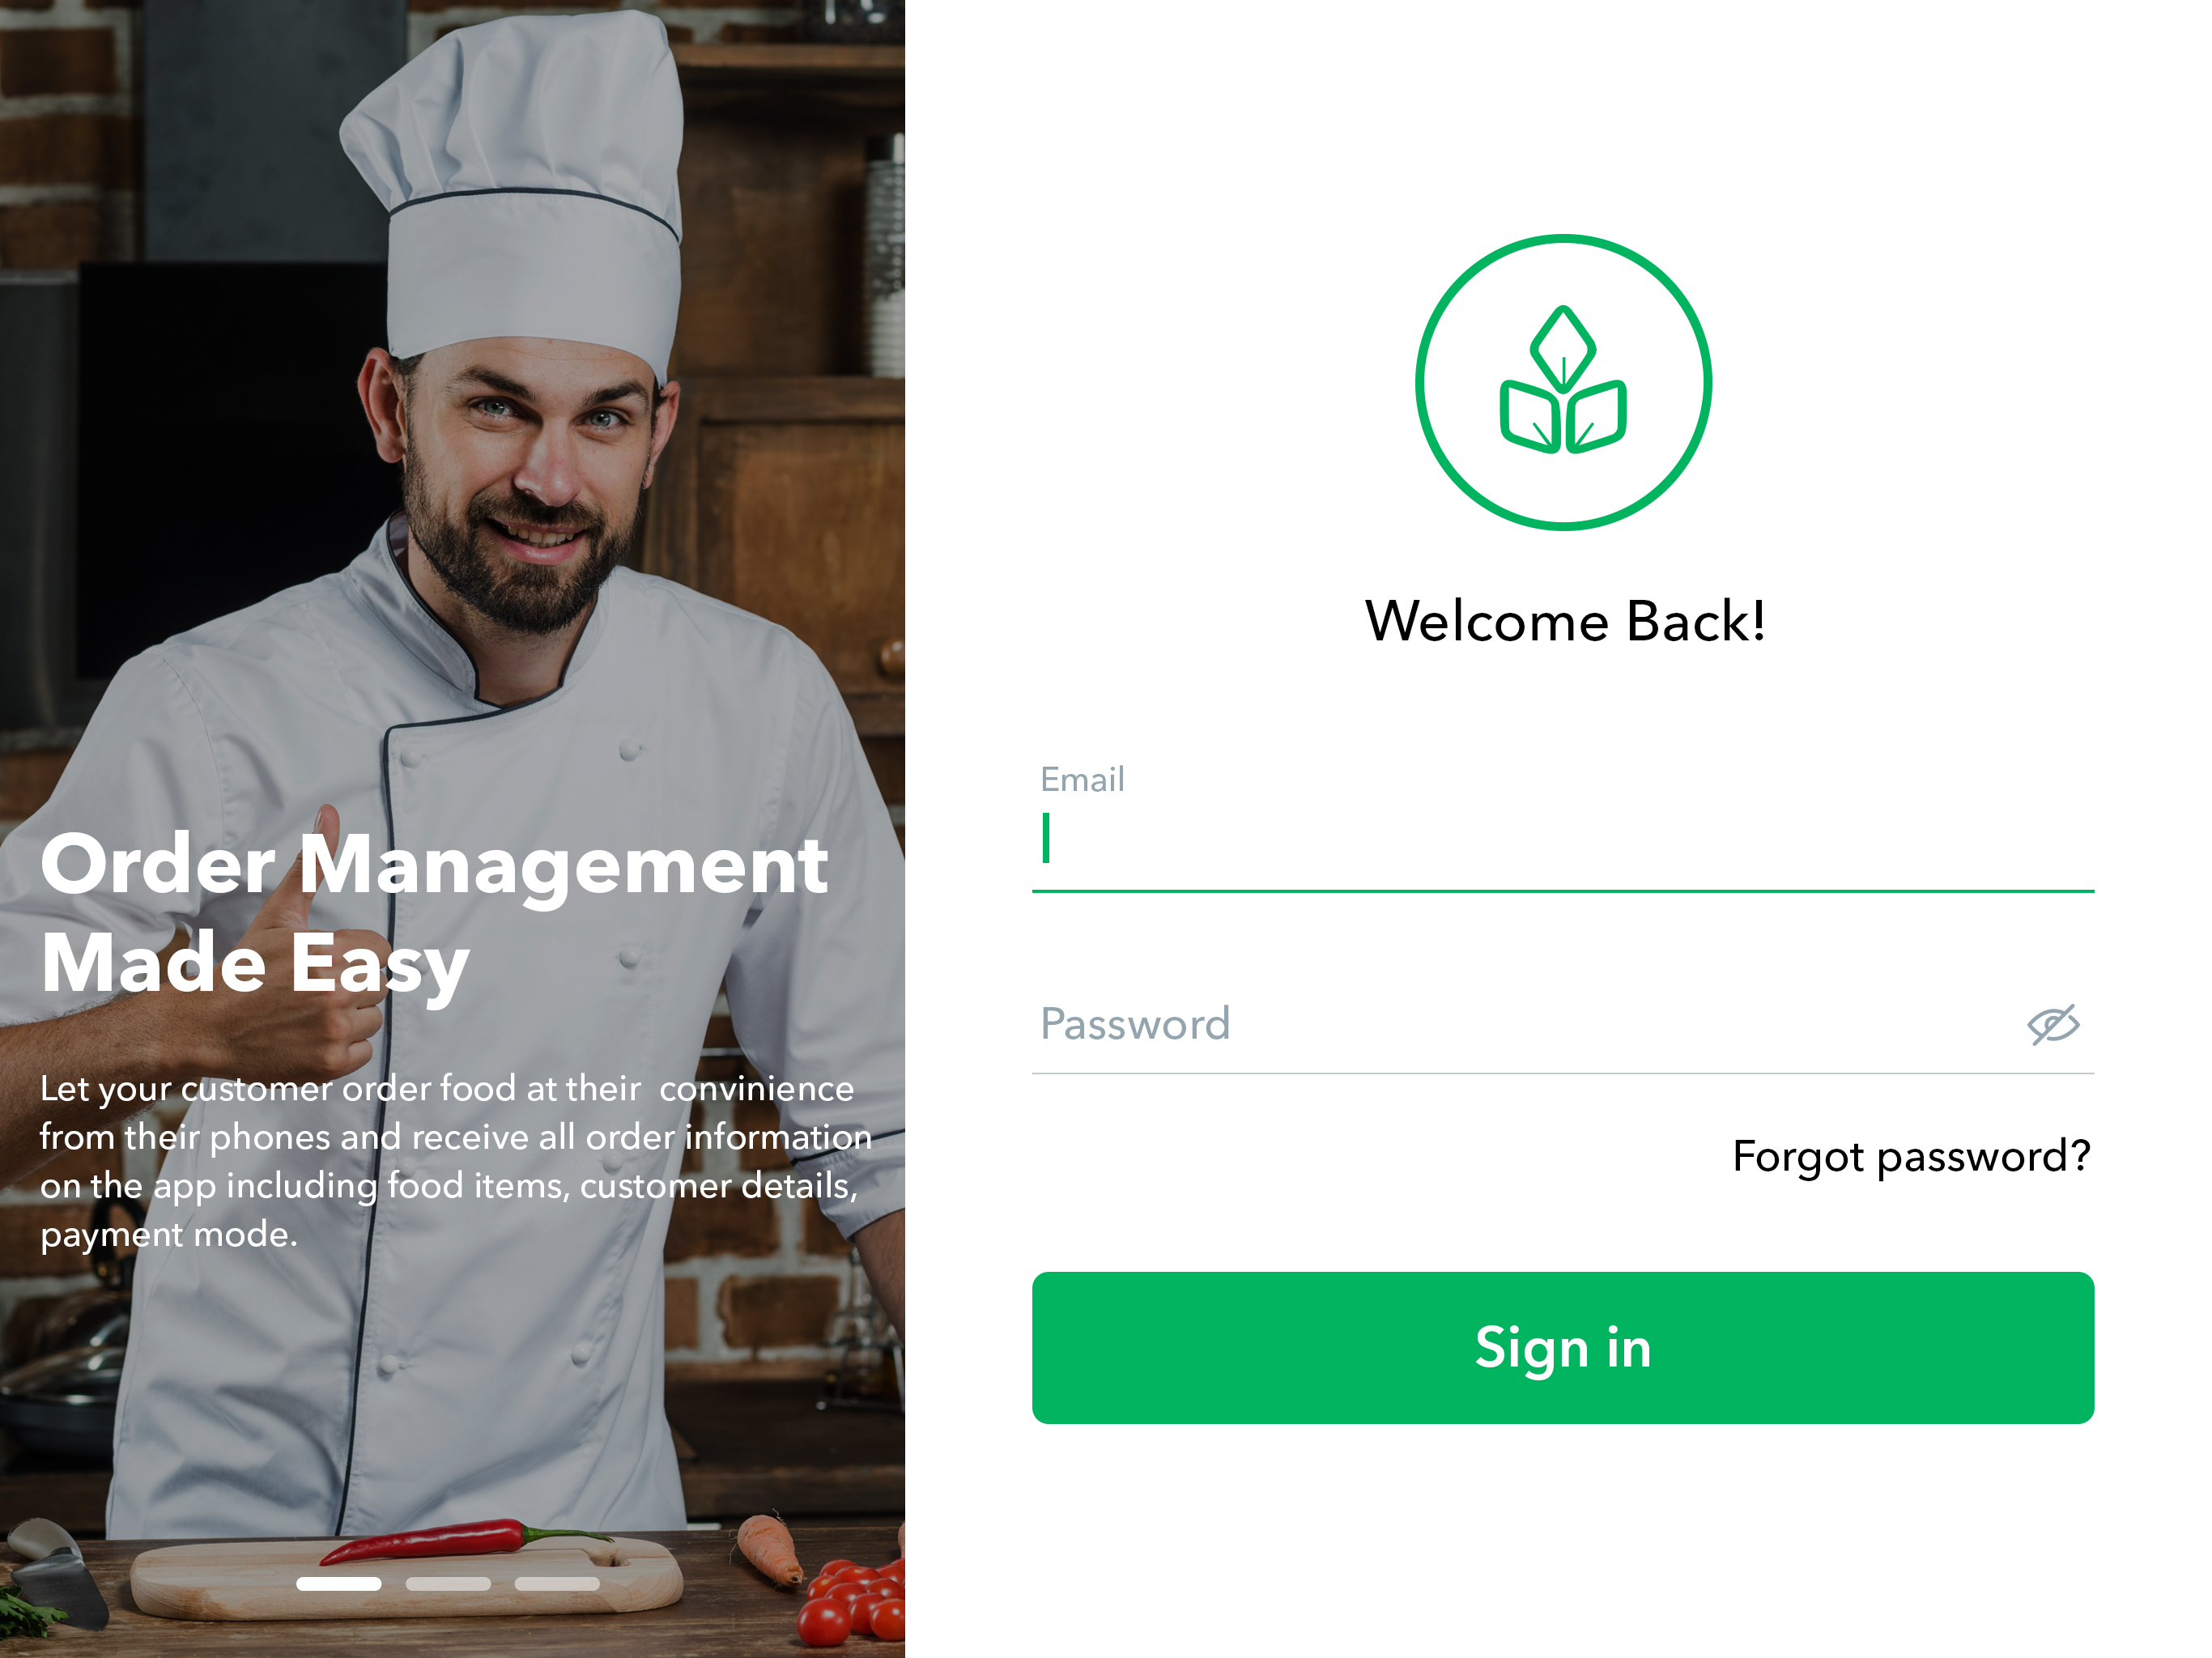 Order Management
Made Easy
Let your customer order food at their  convinience
from their phones and receive all order information
on the app including food items, customer details,
payment mode.
Welcome Back!
Email
Password
Forgot password?
Sign in